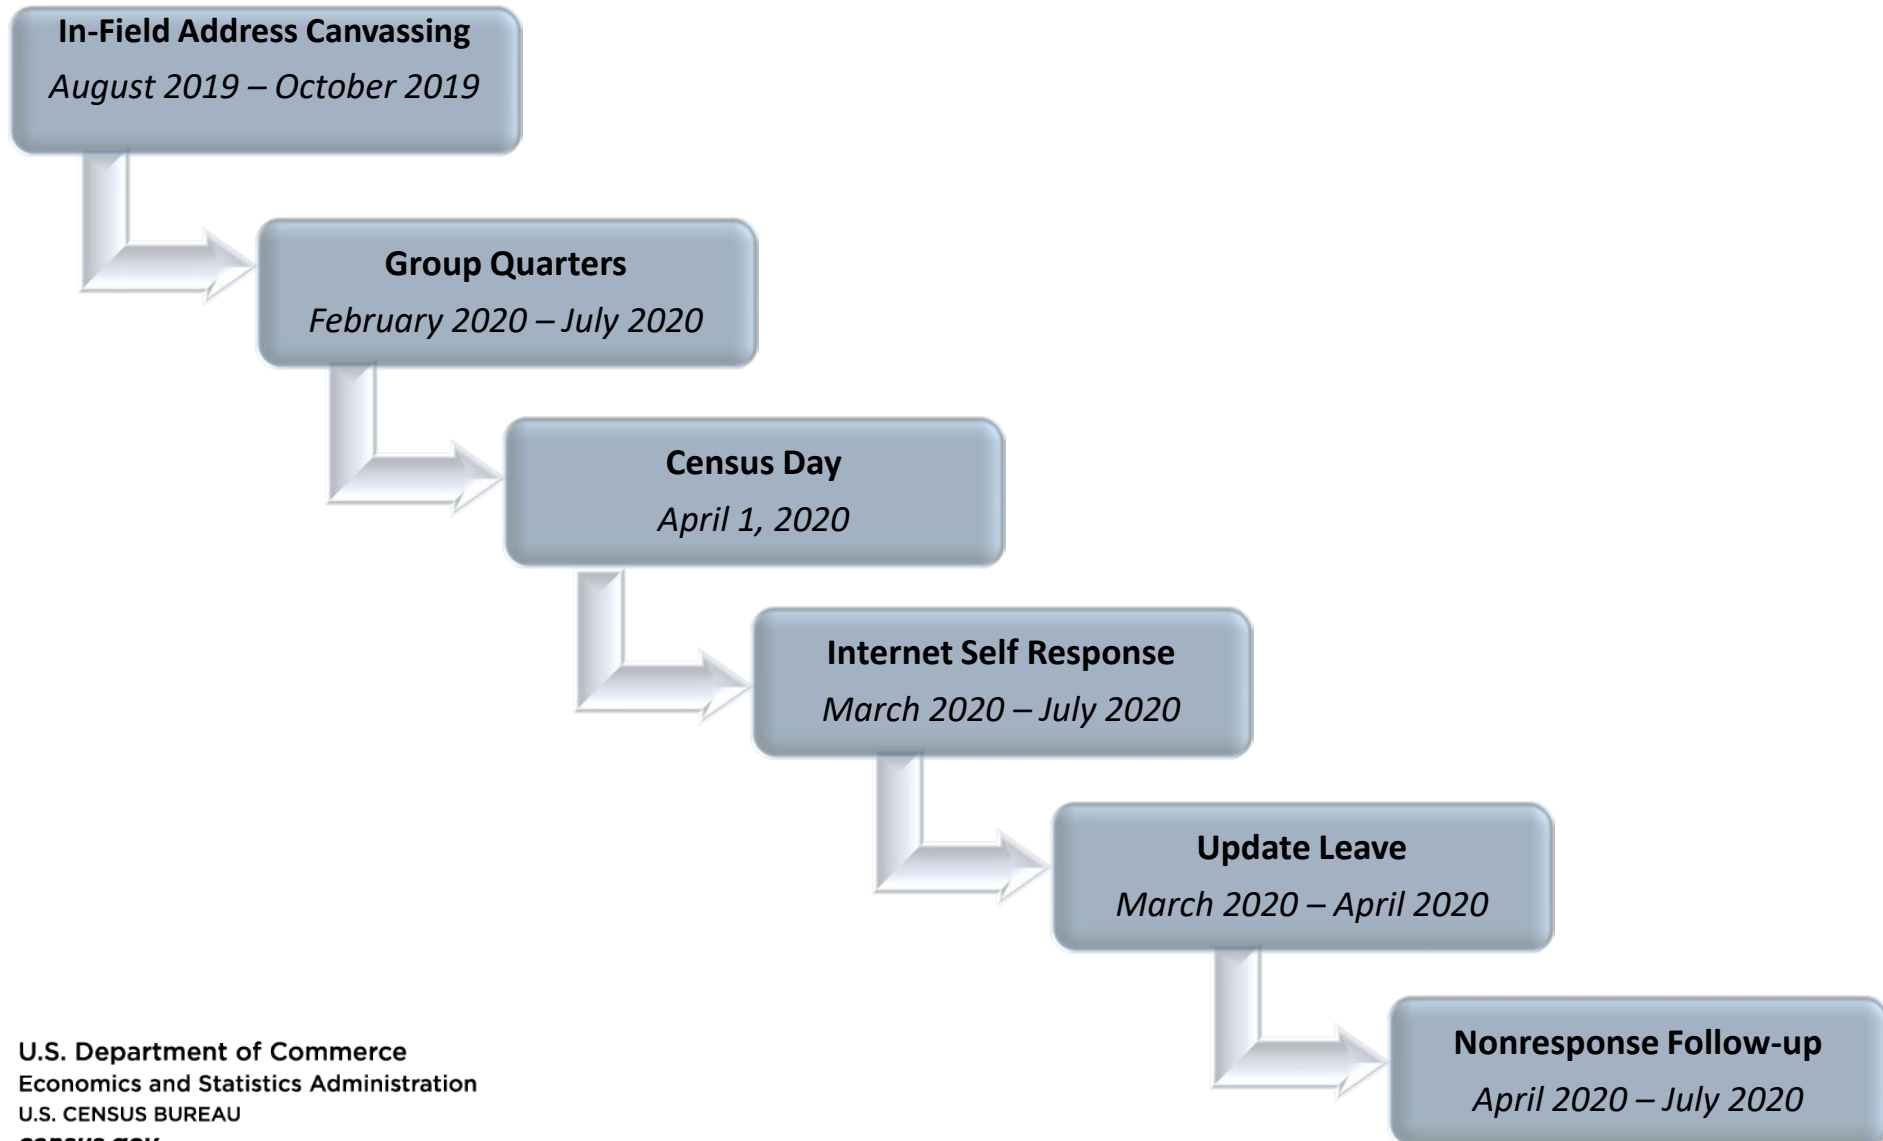 In-Field Address Canvassing
August 2019 – October 2019
Group Quarters
February 2020 – July 2020
Census Day
April 1, 2020
Internet Self Response
March 2020 – July 2020
Update Leave
March 2020 – April 2020
Nonresponse Follow-up
April 2020 – July 2020
U.S. Department of Commerce
Economics and Statistics Administration
U.S. CENSUS BUREAU
census.gov